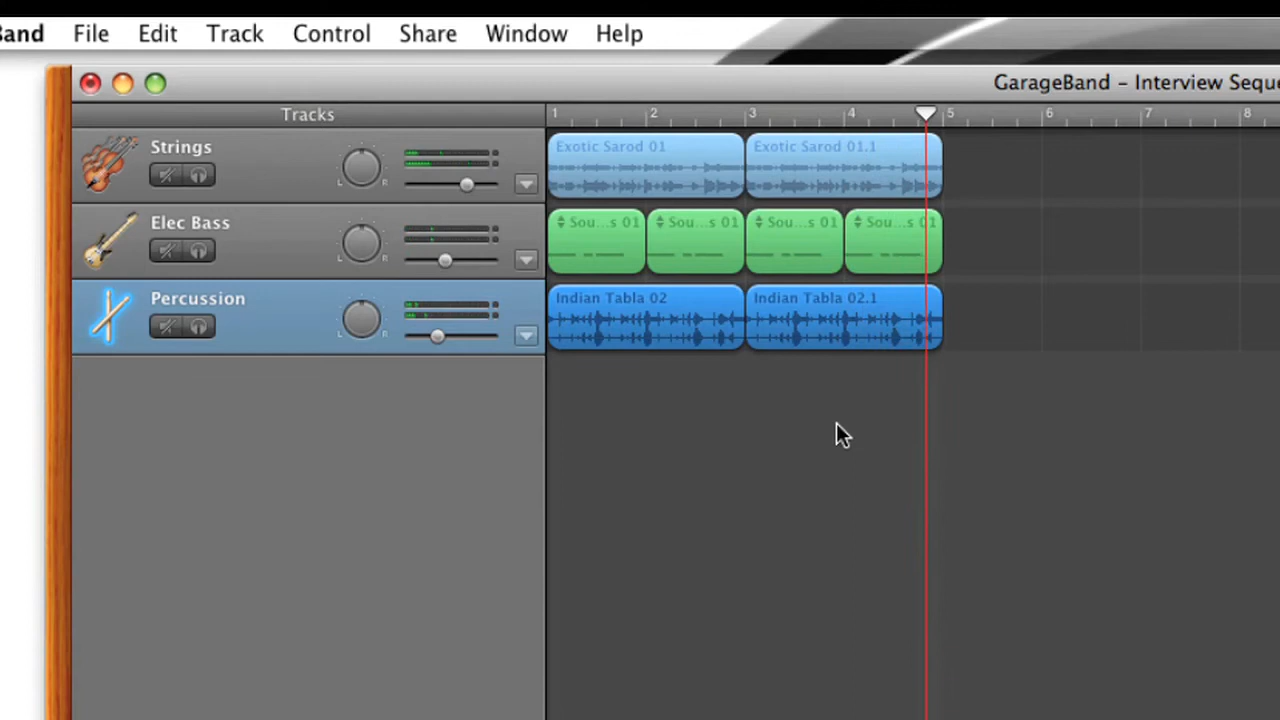 Band File Edit Track Control Share Window Help
GarageBand - Interview Seque
Tracks 1 2 3 4 5 6 7 8
Strings
L R
Exotic Sarod 01 Exotic Sarod 01.1
Elec Bass
L R
Sou...s 01 Sou...s 01 Sou...s 01 Sou...s 01
Percussion
L R
Indian Tabla 02 Indian Tabla 02.1